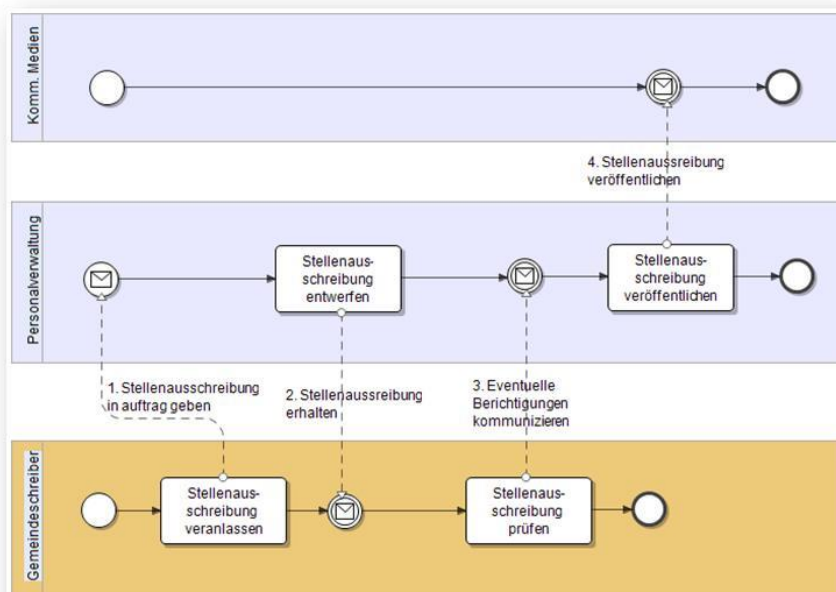 Komm. Medien
4. Stellenaussreibung
veröffentlichen
Personalverwaltung
Stellenaus-
schreibung
entwerfen
Stellenaus-
schreibung
veröffentlichen
1. Stellenausschreibung
in auftrag geben
2. Stellenaussreibung
erhalten
3. Eventuelle
Berichtigungen
kommunizieren
Gemeindeschreiber
Stellenaus-
schreibung
veranlassen
Stellenaus-
schreibung
prüfen